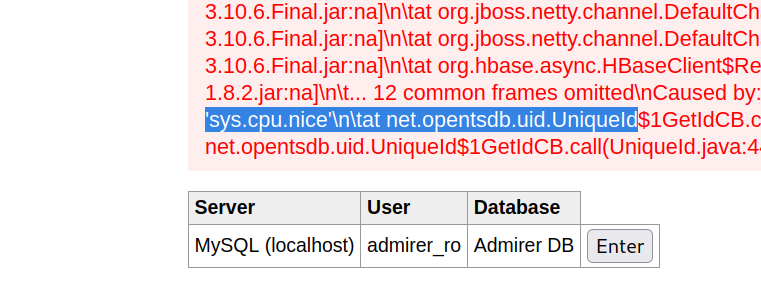 3.10.6.Final.jar:na]\n\tat org.jboss.netty.channel.DefaultCh
3.10.6.Final.jar:na]\n\tat org.jboss.netty.channel.DefaultCh
3.10.6.Final.jar:na]\n\tat org.hbase.async.HBaseClient$Re
1.8.2.jar:na]\n\t... 12 common frames omitted\nCaused by:
'sys.cpu.nice'\n\tat net.opentsdb.uid.UniqueId$1GetIdCB.c
net.opentsdb.uid.UniqueId$1GetIdCB.call(UniqueId.java:44
Server User Database
MySQL (localhost) admirer_ro Admirer DB Enter